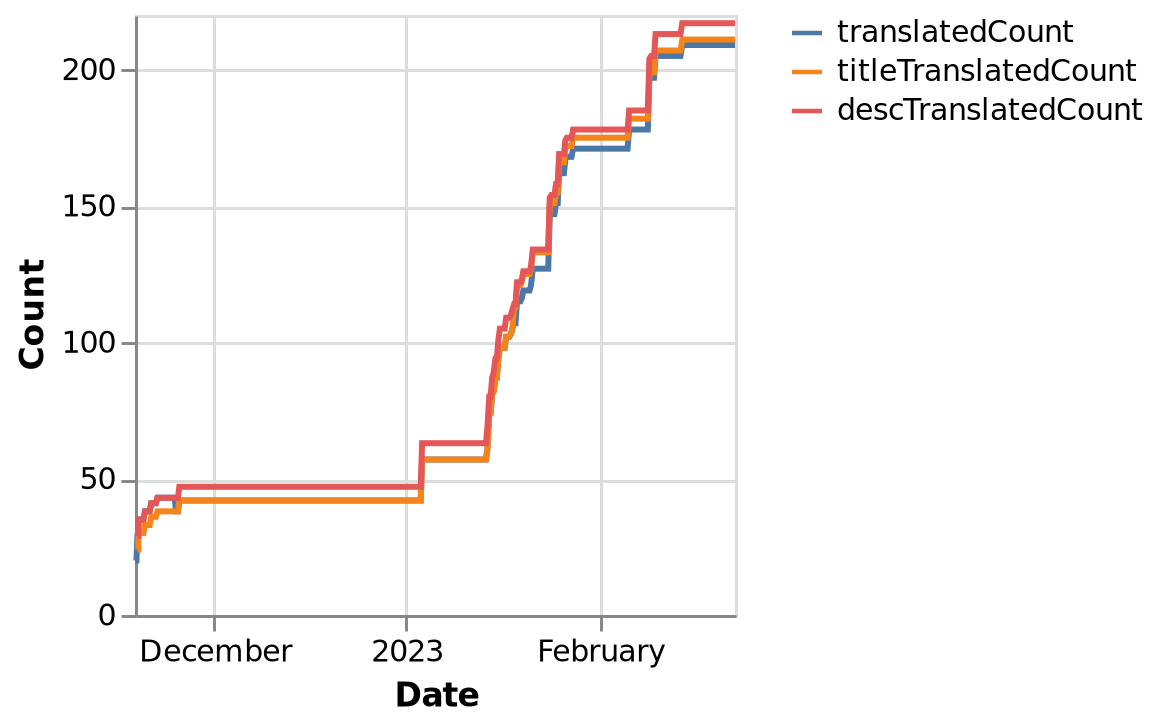 translatedCount
titleTranslatedCount
descTranslatedCount
200
150
100
50
0
Count
December 2023 February
Date